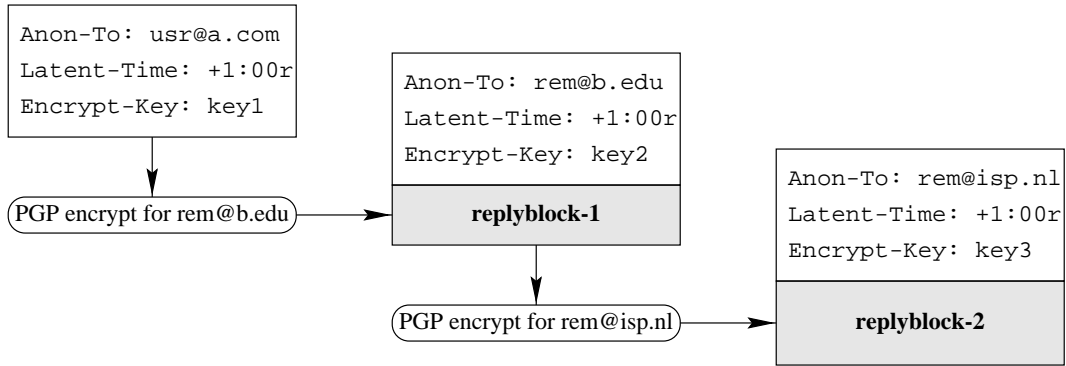 Anon-To: usr@a.com
Latent-Time: +1:00r
Encrypt-Key: key1
PGP encrypt for rem@b.edu
Anon-To: rem@b.edu
Latent-Time: +1:00r
Encrypt-Key: key2
replyblock-1
PGP encrypt for rem@isp.nl
Anon-To: rem@isp.nl
Latent-Time: +1:00r
Encrypt-Key: key3
replyblock-2